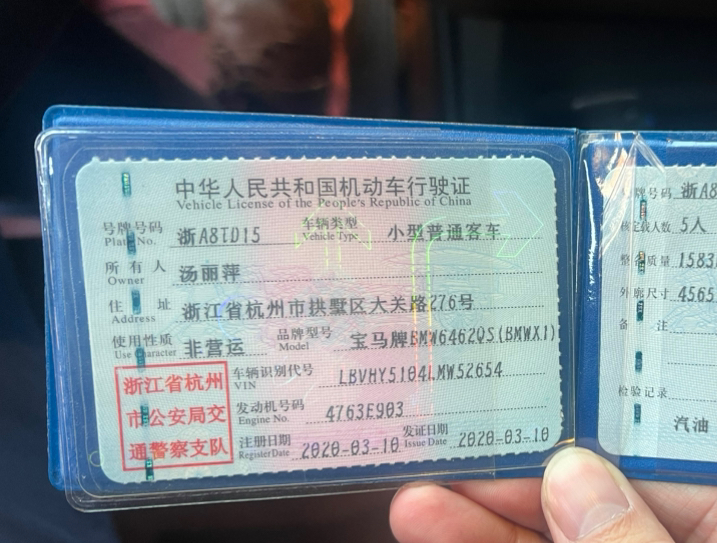 中华人民共和国机动车行驶证
Vehicle License of the People's Republic of China
号牌号码 浙A8TD15 车辆类型 小型普通客车
Plate No. Vehicle Type
所有人 汤丽萍
Owner
住址 浙江省杭州市拱墅区大关路276号
Address
使用性质 非营运 品牌型号 宝马牌BMW6462QS(BMWX1)
Use Character Model
浙江省杭州
市公安局交
通警察支队
车辆识别代号 LBVHY5104LMW52654
VIN
发动机号码 4763E903
Engine No.
注册日期 2020-03-10 发证日期 2020-03-10
Register Date Issue Date
号牌号码 浙A8
核定载人数 5人
整备质量 1583
外廓尺寸 4565
备注
检验记录
汽油